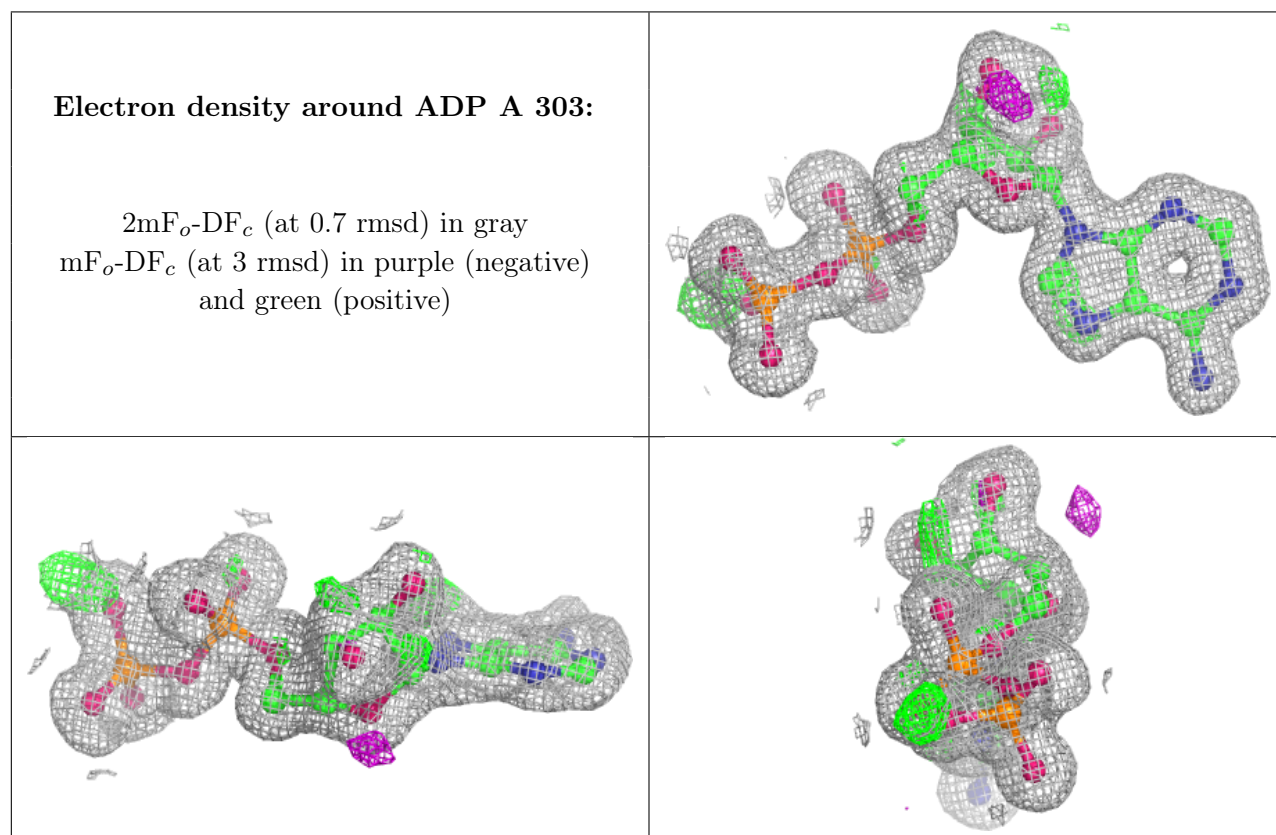 Electron density around ADP A 303:
2mFo-DFc (at 0.7 rmsd) in gray
mFo-DFc (at 3 rmsd) in purple (negative)
and green (positive)